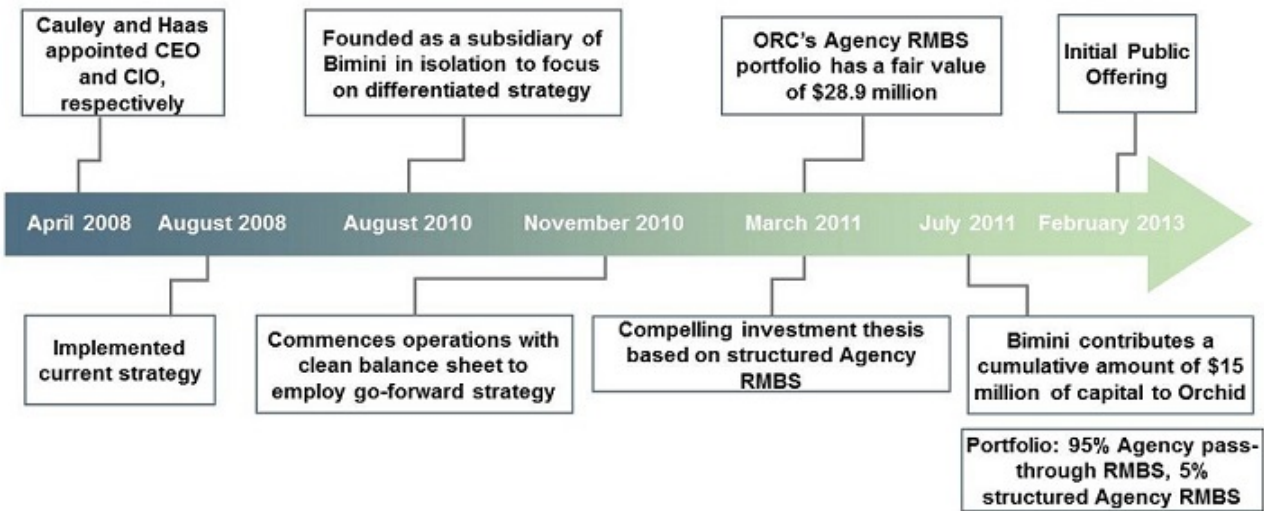 Cauley and Haas
appointed CEO
and CIO,
respectively
Founded as a subsidiary of
Bimini in isolation to focus
on differentiated strategy
ORC's Agency RMBS
portfolio has a fair value
of $28.9 million
Initial Public
Offering
April 2008
August 2008
August 2010
November 2010
March 2011
July 2011
February 2013
Implemented
current strategy
Commences operations with
clean balance sheet to
employ go-forward strategy
Compelling investment thesis
based on structured Agency
RMBS
Bimini contributes a
cumulative amount of $15
million of capital to Orchid
Portfolio: 95% Agency pass-
through RMBS, 5%
structured Agency RMBS